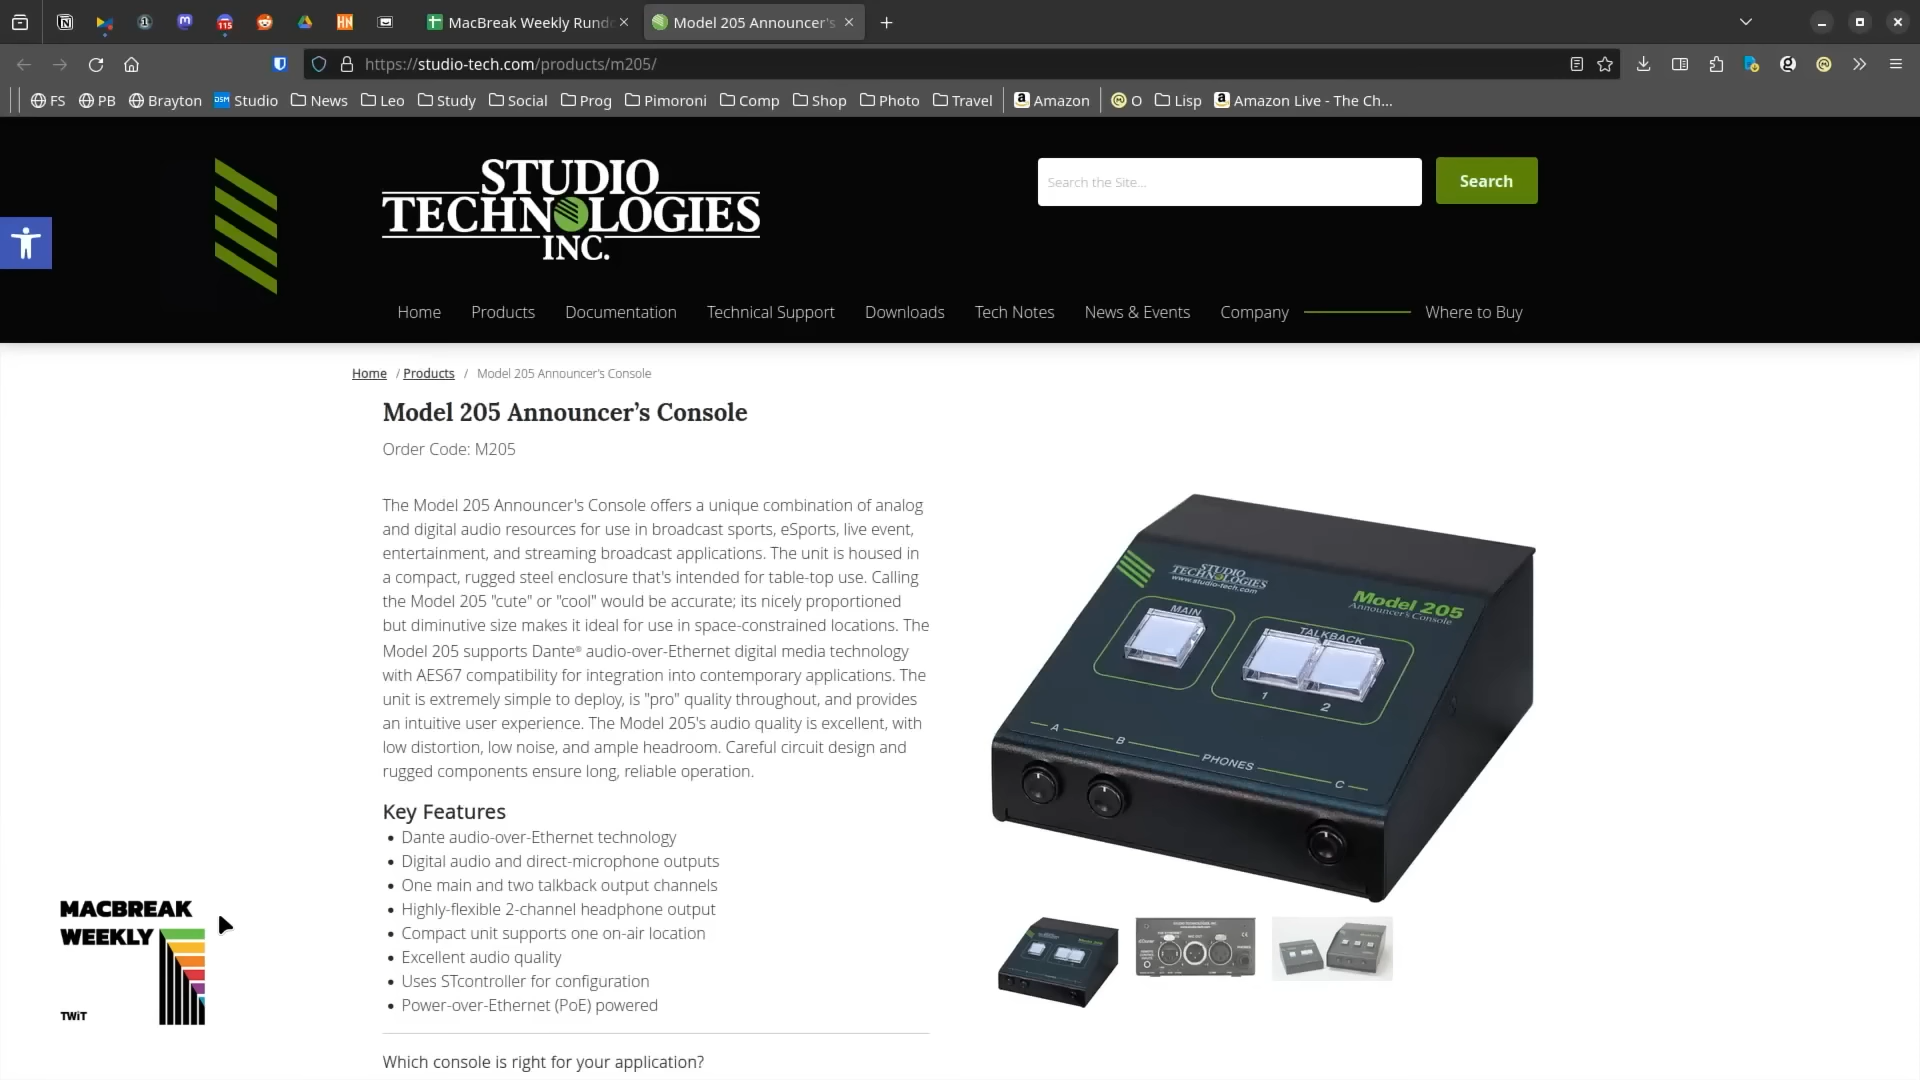 115
HN
MacBreak Weekly Rund
Model 205 Announcer's
https://studio-tech.com/products/m205/
FS
PB
Brayton
DSM Studio
News
Leo
Study
Social
Prog
Pimoroni
Comp
Shop
Photo
Travel
Amazon
O
Lisp
Amazon Live - The Ch...
STUDIO
TECHNOLOGIES
INC.
Search the Site...
Search
Home
Products
Documentation
Technical Support
Downloads
Tech Notes
News & Events
Company
Where to Buy
Home / Products / Model 205 Announcer's Console
Model 205 Announcer's Console
Order Code: M205
The Model 205 Announcer's Console offers a unique combination of analog
and digital audio resources for use in broadcast sports, eSports, live event,
entertainment, and streaming broadcast applications. The unit is housed in
a compact, rugged steel enclosure that's intended for table-top use. Calling
the Model 205 "cute" or "cool" would be accurate; its nicely proportioned
but diminutive size makes it ideal for use in space-constrained locations. The
Model 205 supports Dante® audio-over-Ethernet digital media technology
with AES67 compatibility for integration into contemporary applications. The
unit is extremely simple to deploy, is "pro" quality throughout, and provides
an intuitive user experience. The Model 205's audio quality is excellent, with
low distortion, low noise, and ample headroom. Careful circuit design and
rugged components ensure long, reliable operation.
Key Features
• Dante audio-over-Ethernet technology
• Digital audio and direct-microphone outputs
• One main and two talkback output channels
• Highly-flexible 2-channel headphone output
• Compact unit supports one on-air location
• Excellent audio quality
• Uses STcontroller for configuration
• Power-over-Ethernet (PoE) powered
Which console is right for your application?
STUDIO
TECHNOLOGIES
www.studio-tech.com
Model 205
Announcer's Console
MAIN
TALKBACK
1
2
A
B
PHONES
C
MACBREAK
WEEKLY
TWiT